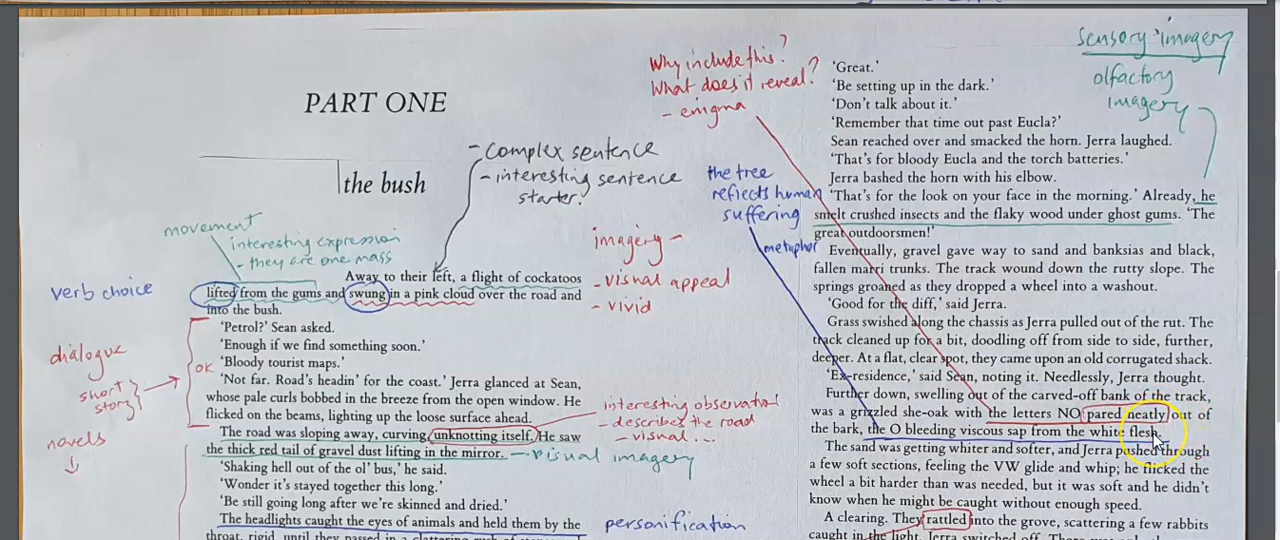 PART ONE
the bush
- complex sentence
- interesting sentence
starter.
movement
interesting expression
- they are one mass
verb choice
Away to their left, a flight of cockatoos
lifted from the gums and swung in a pink cloud over the road and
into the bush.
imagery -
- visual appeal
- vivid
'Petrol?' Sean asked.
'Enough if we find something soon.'
'Bloody tourist maps.'
'Not far. Road's headin' for the coast.' Jerra glanced at Sean,
whose pale curls bobbed in the breeze from the open window. He
flicked on the beams, lighting up the loose surface ahead.
dialogue
short
story
OK
novels
The road was sloping away, curving, unknotting itself. He saw
the thick red tail of gravel dust lifting in the mirror.
interesting observation
- describes the road
- visual ...
- visual imagery
'Shaking hell out of the ol' bus,' he said.
'Wonder it's stayed together this long.'
'Be still going long after we're skinned and dried.'
The headlights caught the eyes of animals and held them by the
throat, rigid, until they passed in a
personification
Why include this?
What does it reveal?
- enigma
sensory imagery
olfactory
imagery
'Great.'
'Be setting up in the dark.'
'Don't talk about it.'
'Remember that time out past Eucla?'
Sean reached over and smacked the horn. Jerra laughed.
'That's for bloody Eucla and the torch batteries.'
Jerra bashed the horn with his elbow.
'That's for the look on your face in the morning.' Already, he
smelt crushed insects and the flaky wood under ghost gums. 'The
great outdoorsmen!'
the tree
reflects human
suffering
metaphor
Eventually, gravel gave way to sand and banksias and black,
fallen marri trunks. The track wound down the rutty slope. The
springs groaned as they dropped a wheel into a washout.
'Good for the diff,' said Jerra.
Grass swished along the chassis as Jerra pulled out of the rut. The
track cleaned up for a bit, doodling off from side to side, further,
deeper. At a flat, clear spot, they came upon an old corrugated shack.
'Ex-residence,' said Sean, noting it. Needlessly, Jerra thought.
Further down, swelling out of the carved-off bank of the track,
was a grizzled she-oak with the letters NO pared neatly out of
the bark, the O bleeding viscous sap from the white flesh.
The sand was getting whiter and softer, and Jerra pushed through
a few soft sections, feeling the VW glide and whip; he flicked the
wheel a bit harder than was needed, but it was soft and he didn't
know when he might be caught without enough speed.
A clearing. They rattled into the grove, scattering a few rabbits
caught in the light. Jerra switched off.